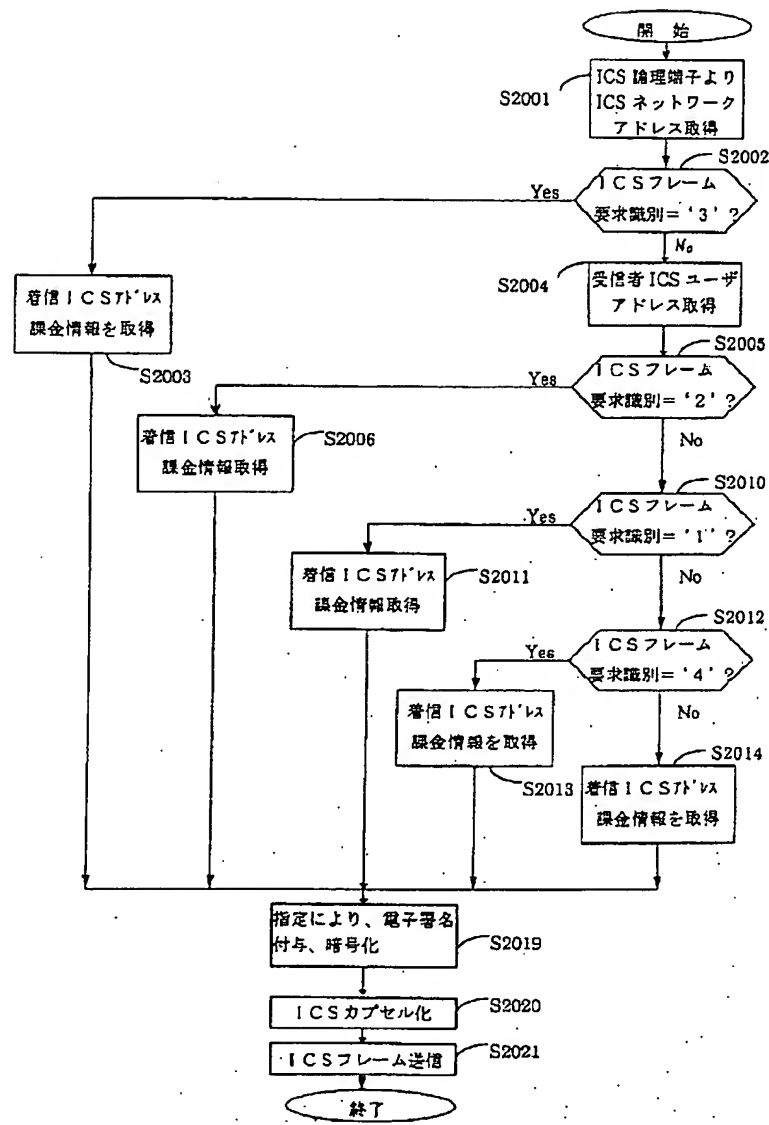 開始
S2001
ICS論理端子より
ICSネットワーク
アドレス取得
S2002
ICSフレーム
要求識別=‘3’?
Yes
No
着信ICSアドレス
課金情報を取得
S2003
S2004
受信者ICSユーザ
アドレス取得
S2005
ICSフレーム
要求識別=‘2’?
Yes
No
着信ICSアドレス
課金情報取得
S2006
S2010
ICSフレーム
要求識別=‘1’?
Yes
No
着信ICSアドレス
課金情報取得
S2011
S2012
ICSフレーム
要求識別=‘4’?
Yes
No
着信ICSアドレス
課金情報を取得
S2013
S2014
着信ICSアドレス
課金情報を取得
指定により、電子署名
付与、暗号化
S2019
ICSカプセル化
S2020
ICSフレーム送信
S2021
終了